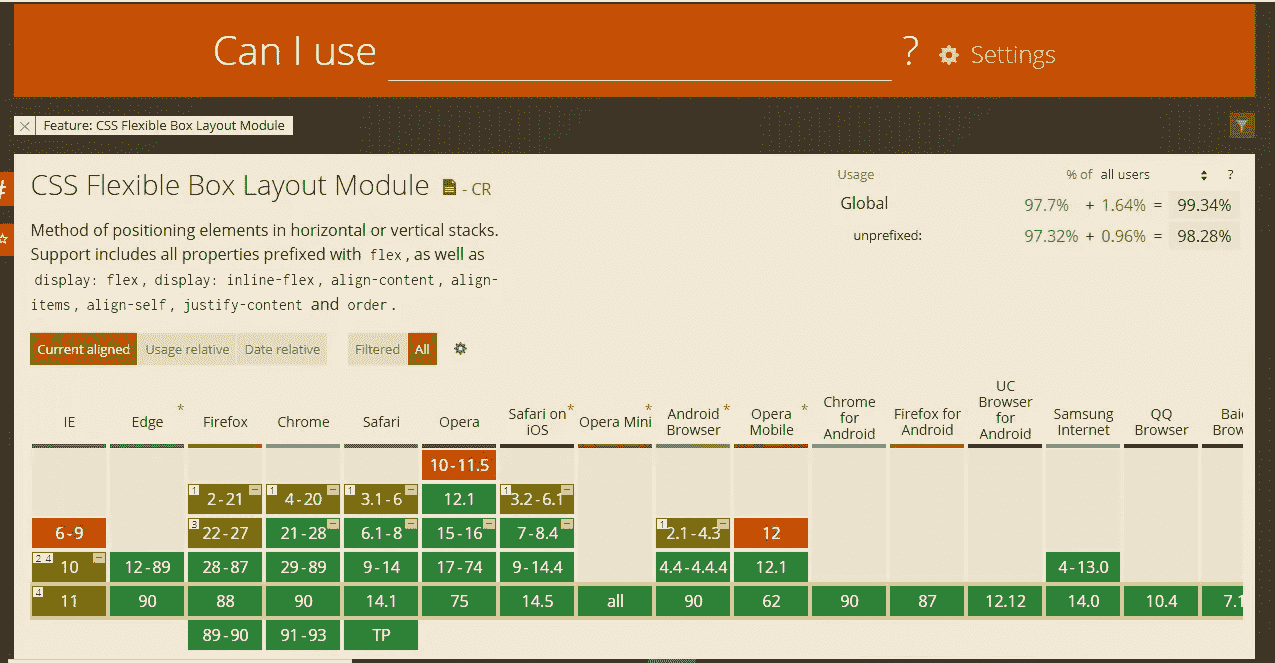 Can I use ? Settings
Feature: CSS Flexible Box Layout Module
#
CSS Flexible Box Layout Module - CR
Usage % of all users ?
Global 97.7% + 1.64% = 99.34%
unprefixed: 97.32% + 0.96% = 98.28%
Method of positioning elements in horizontal or vertical stacks.
Support includes all properties prefixed with flex, as well as
display: flex, display: inline-flex, align-content, align-
items, align-self, justify-content and order.
Current aligned Usage relative Date relative Filtered All
IE Edge * Firefox Chrome Safari Opera Safari on iOS * Opera Mini * Android Browser * Opera Mobile * Chrome for Android Firefox for Android UC Browser for Android Samsung Internet QQ Browser
10-11.5
1 2-21 1 4-20 1 3.1-6 12.1 1 3.2-6.1
6-9 3 22-27 21-28 6.1-8 15-16 7-8.4 1 2.1-4.3 12
2 4 10 12-89 28-87 29-89 9-14 17-74 9-14.4 4.4-4.4.4 12.1 4-13.0
4 11 90 88 90 14.1 75 14.5 all 90 62 90 87 12.12 14.0 10.4
89-90 91-93 TP